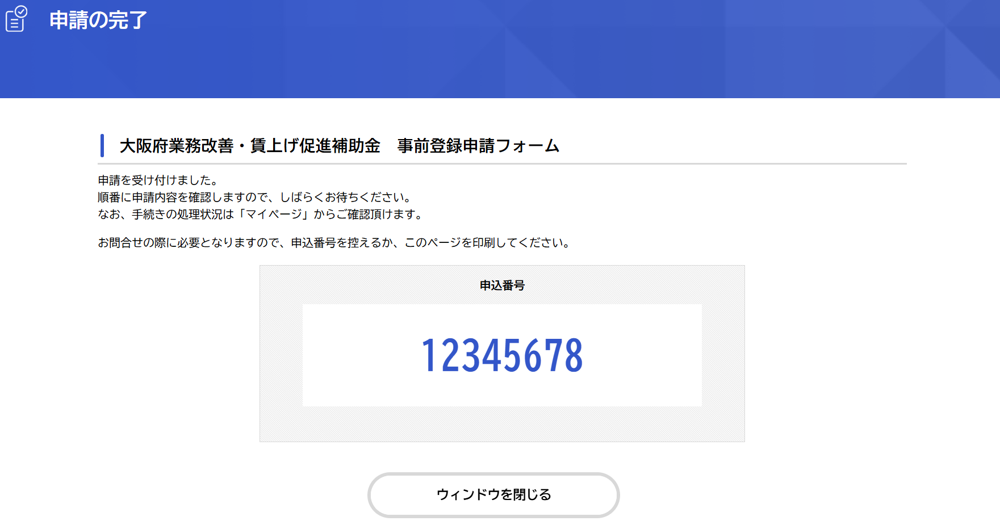 申請の完了
大阪府業務改善・賃上げ促進補助金　事前登録申請フォーム
申請を受け付けました。
順番に申請内容を確認しますので、しばらくお待ちください。
なお、手続きの処理状況は「マイページ」からご確認頂けます。
お問合せの際に必要となりますので、申込番号を控えるか、このページを印刷してください。
申込番号
12345678
ウィンドウを閉じる